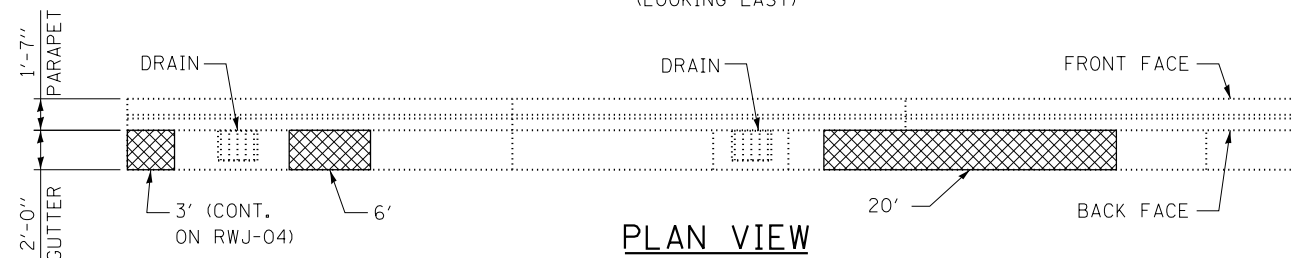 (LOOKING EAST)
1'-7"
PARAPET
DRAIN
DRAIN
FRONT FACE
2'-0"
GUTTER
3' (CONT.
ON RWJ-04)
6'
20'
BACK FACE
PLAN VIEW